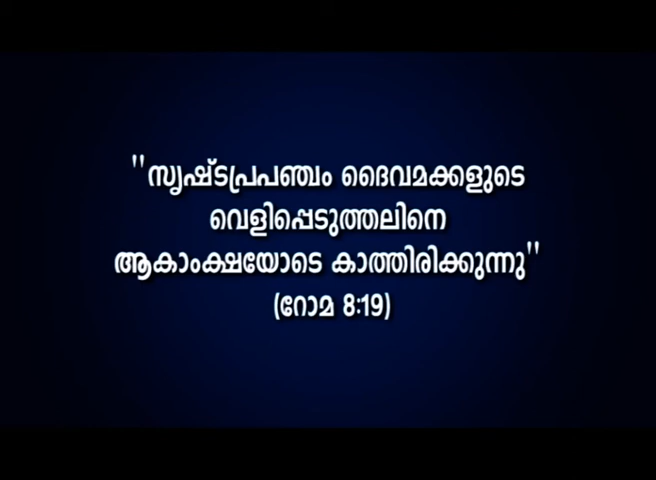 "സൃഷ്ടപ്രപഞ്ചം ദൈവമക്കളുടെ
വെളിപ്പെടുത്തലിനെ
ആകാംക്ഷയോടെ കാത്തിരിക്കുന്നു"
(റോമ 8:19)